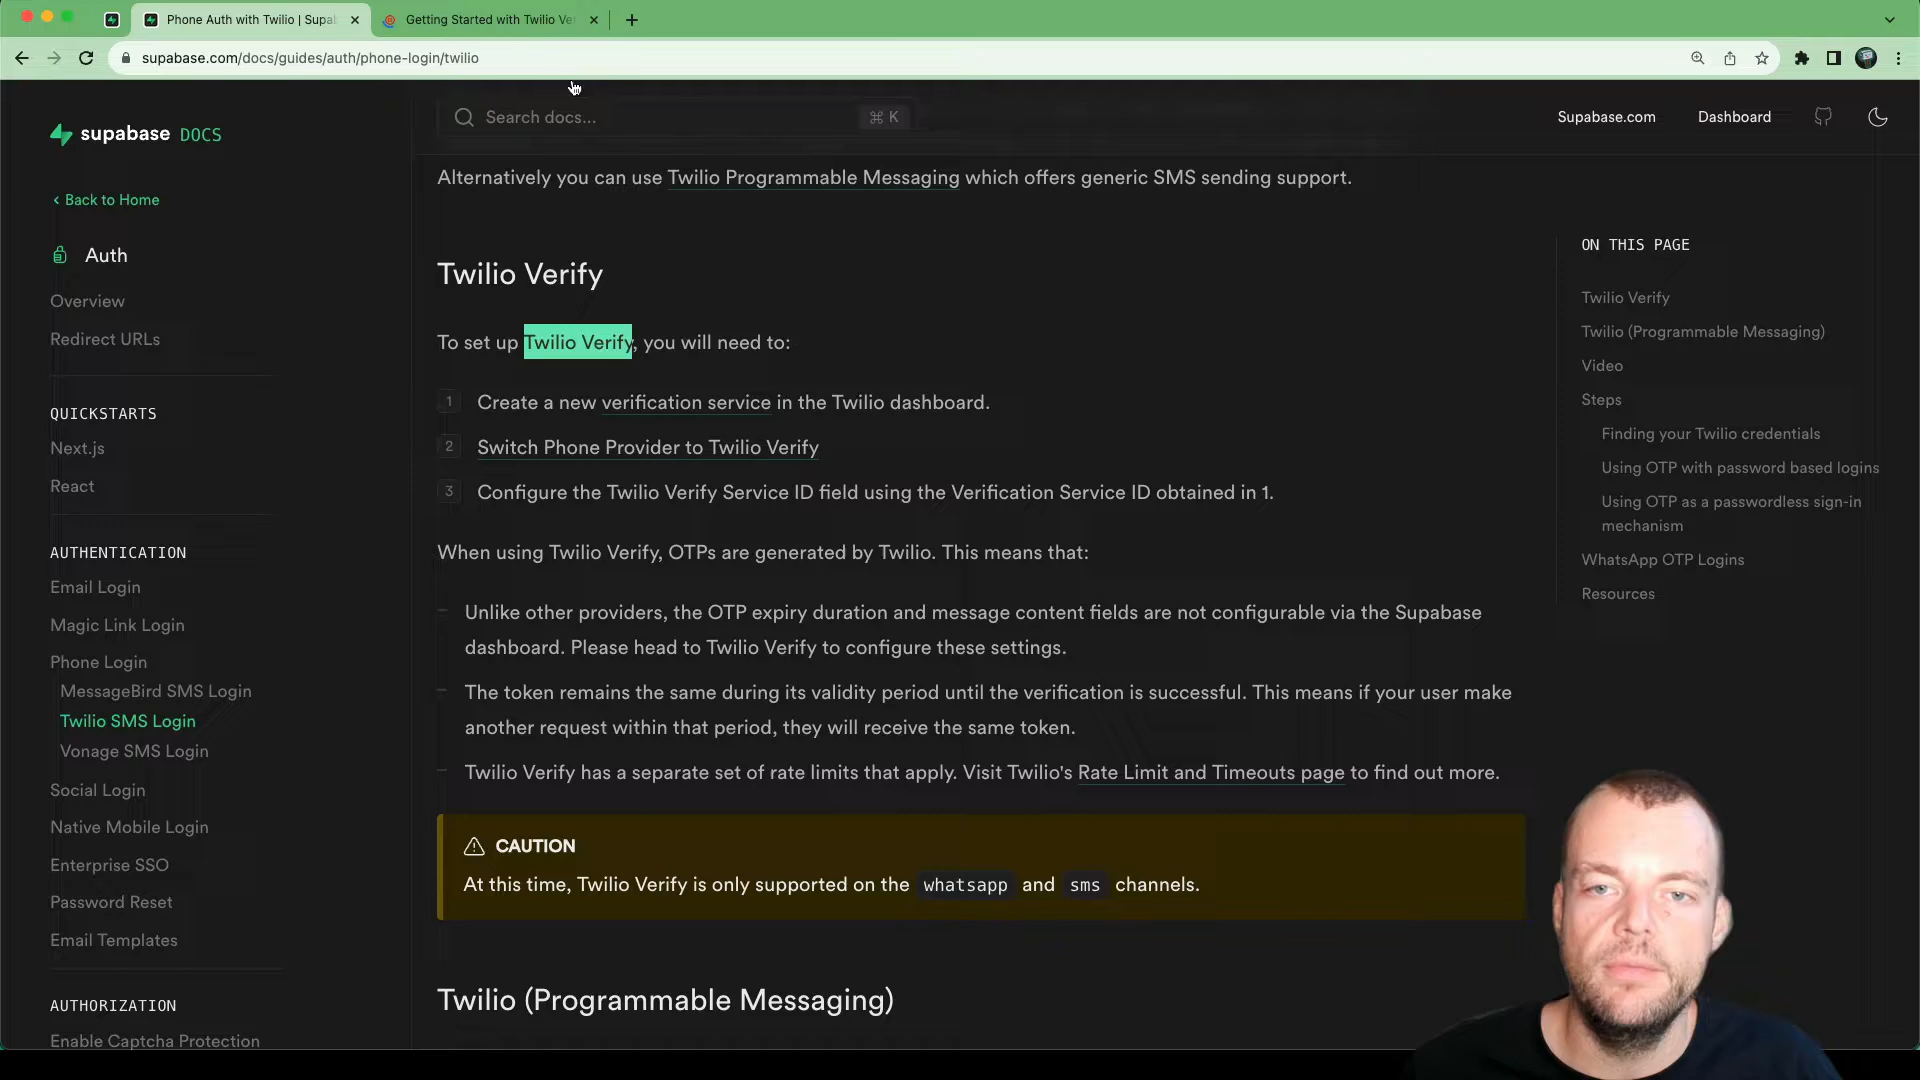 Phone Auth with Twilio | Supab
Getting Started with Twilio Ve
supabase.com/docs/guides/auth/phone-login/twilio
supabase DOCS
Search docs...
⌘ K
Supabase.com
Dashboard
Back to Home
Auth
Overview
Redirect URLs
QUICKSTARTS
Next.js
React
AUTHENTICATION
Email Login
Magic Link Login
Phone Login
MessageBird SMS Login
Twilio SMS Login
Vonage SMS Login
Social Login
Native Mobile Login
Enterprise SSO
Password Reset
Email Templates
AUTHORIZATION
Enable Captcha Protection
Alternatively you can use Twilio Programmable Messaging which offers generic SMS sending support.
Twilio Verify
To set up Twilio Verify, you will need to:
1 Create a new verification service in the Twilio dashboard.
2 Switch Phone Provider to Twilio Verify
3 Configure the Twilio Verify Service ID field using the Verification Service ID obtained in 1.
When using Twilio Verify, OTPs are generated by Twilio. This means that:
Unlike other providers, the OTP expiry duration and message content fields are not configurable via the Supabase
dashboard. Please head to Twilio Verify to configure these settings.
The token remains the same during its validity period until the verification is successful. This means if your user make
another request within that period, they will receive the same token.
Twilio Verify has a separate set of rate limits that apply. Visit Twilio's Rate Limit and Timeouts page to find out more.
CAUTION
At this time, Twilio Verify is only supported on the whatsapp and sms channels.
Twilio (Programmable Messaging)
ON THIS PAGE
Twilio Verify
Twilio (Programmable Messaging)
Video
Steps
Finding your Twilio credentials
Using OTP with password based logins
Using OTP as a passwordless sign-in
mechanism
WhatsApp OTP Logins
Resources